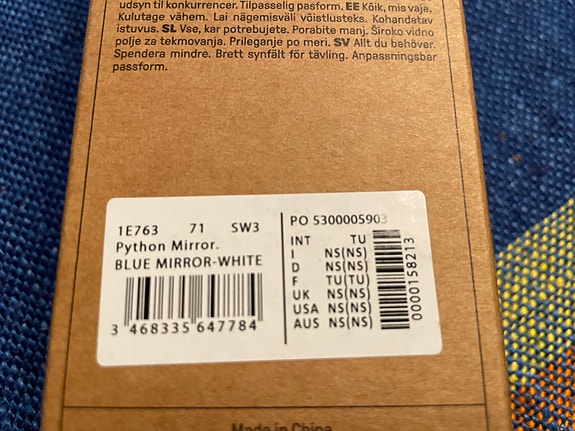 udsyn til konkurrencer. Tilpasselig pasform. EE Kõik, mis vaja.
Kulutage vähem. Lai nägemisväli võistlusteks. Kohandatav
istuvus. SL Vse, kar potrebujete. Porabite manj. Široko vidno
polje za tekmovanja. Prileganje po meri. SV Allt du behöver.
Spendera mindre. Brett synfält för tävling. Anpassningsbar
passform.
1E763 71 SW3
Python Mirror.
BLUE MIRROR-WHITE
3 468335 647784
PO 5300005903
INT TU
I NS(NS)
D NS(NS)
F TU(TU)
UK NS(NS)
USA NS(NS)
AUS NS(NS)
0000158213
Made in China